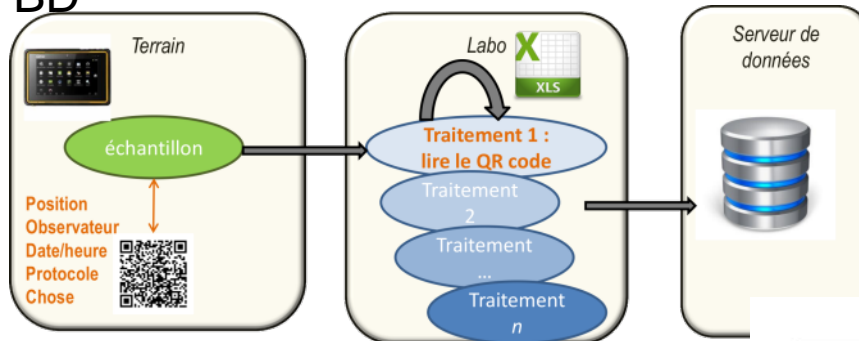 BD
Terrain
échantillon
Position
Observateur
Date/heure
Protocole
Chose
Labo
X
XLS
Traitement 1 :
lire le QR code
Traitement
2
Traitement
...
Traitement
n
Serveur de
données